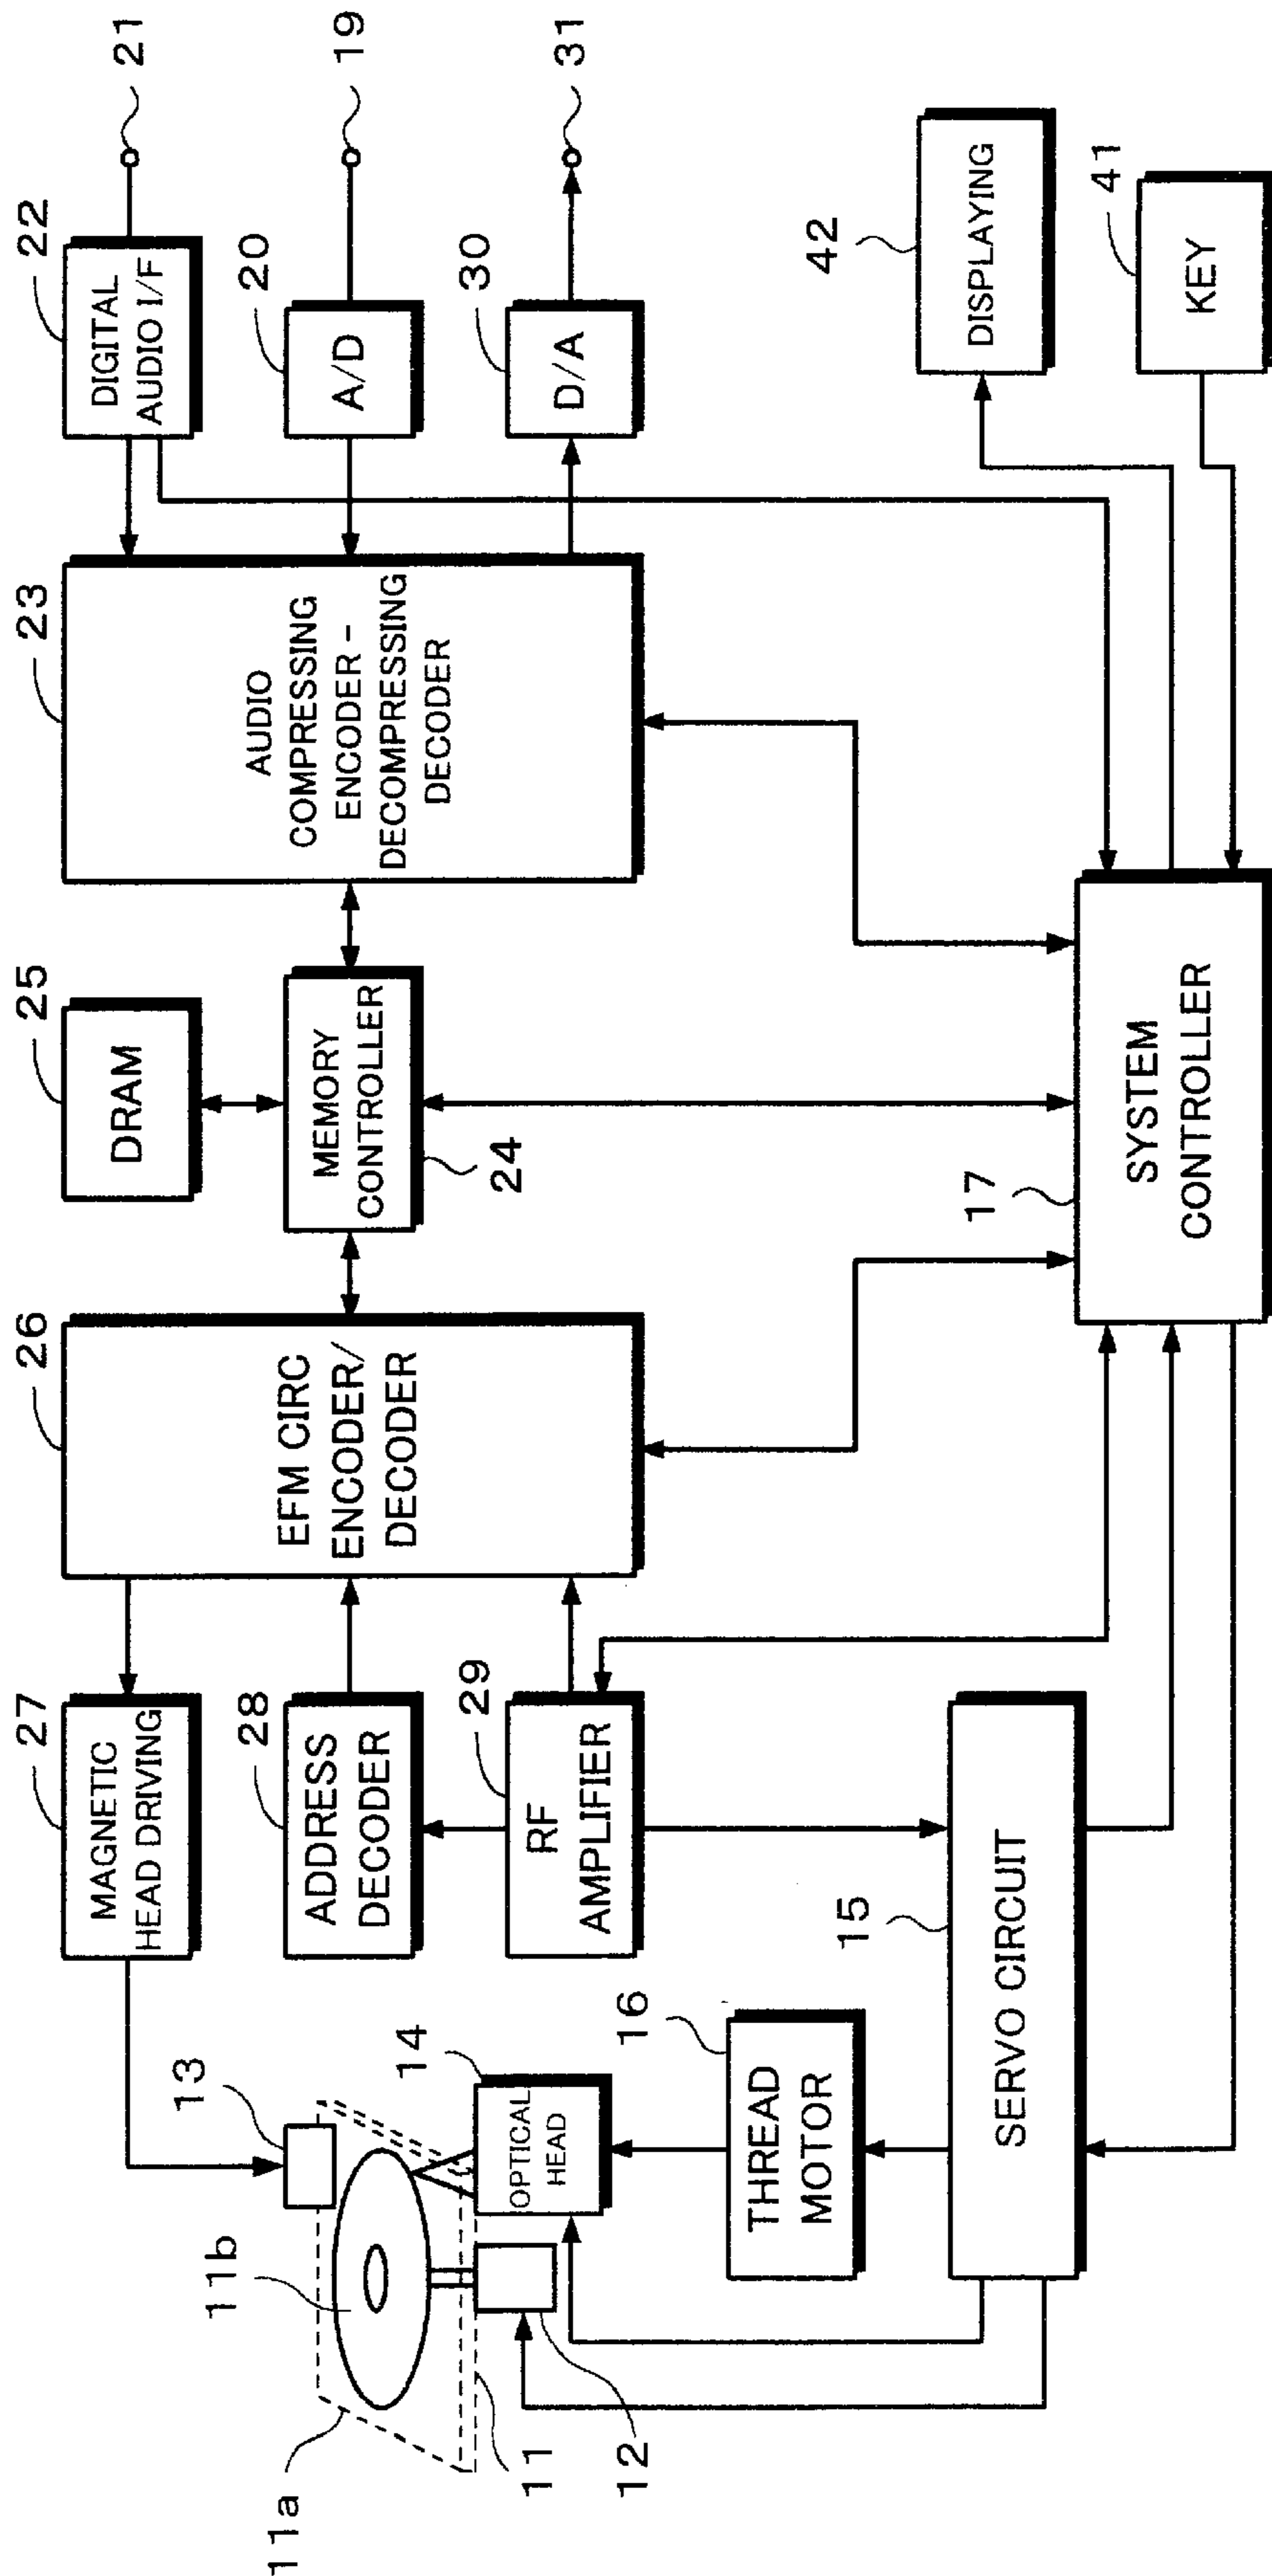 11a
11b
13
27
MAGNETIC
HEAD DRIVING
26
EFM CIRC
ENCODER/
DECODER
25
DRAM
23
AUDIO
COMPRESSING
ENCODER -
DECOMPRESSING
DECODER
22
DIGITAL
AUDIO I/F
21
28
ADDRESS
DECODER
MEMORY
CONTROLLER
24
20
A/D
19
11
12
14
OPTICAL
HEAD
29
RF
AMPLIFIER
30
D/A
31
16
THREAD
MOTOR
15
SERVO CIRCUIT
17
SYSTEM
CONTROLLER
42
DISPLAYING
41
KEY